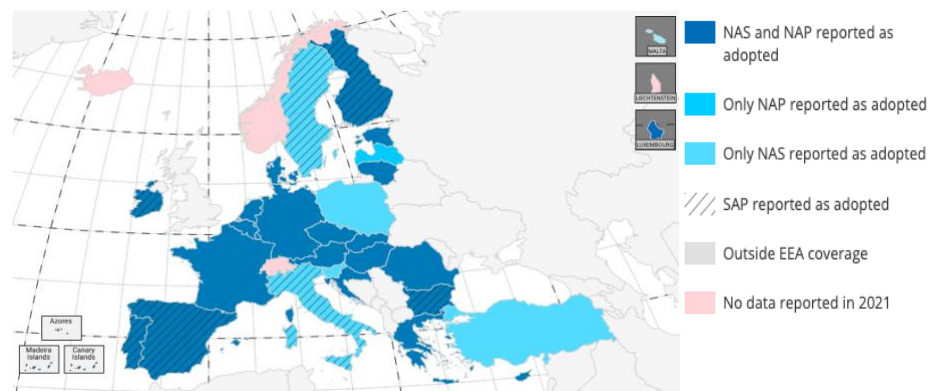 MALTA
LIECHTENSTEIN
LUXEMBOURG
Azores
Madeira
Islands
Canary
Islands
NAS and NAP reported as
adopted
Only NAP reported as adopted
Only NAS reported as adopted
SAP reported as adopted
Outside EEA coverage
No data reported in 2021